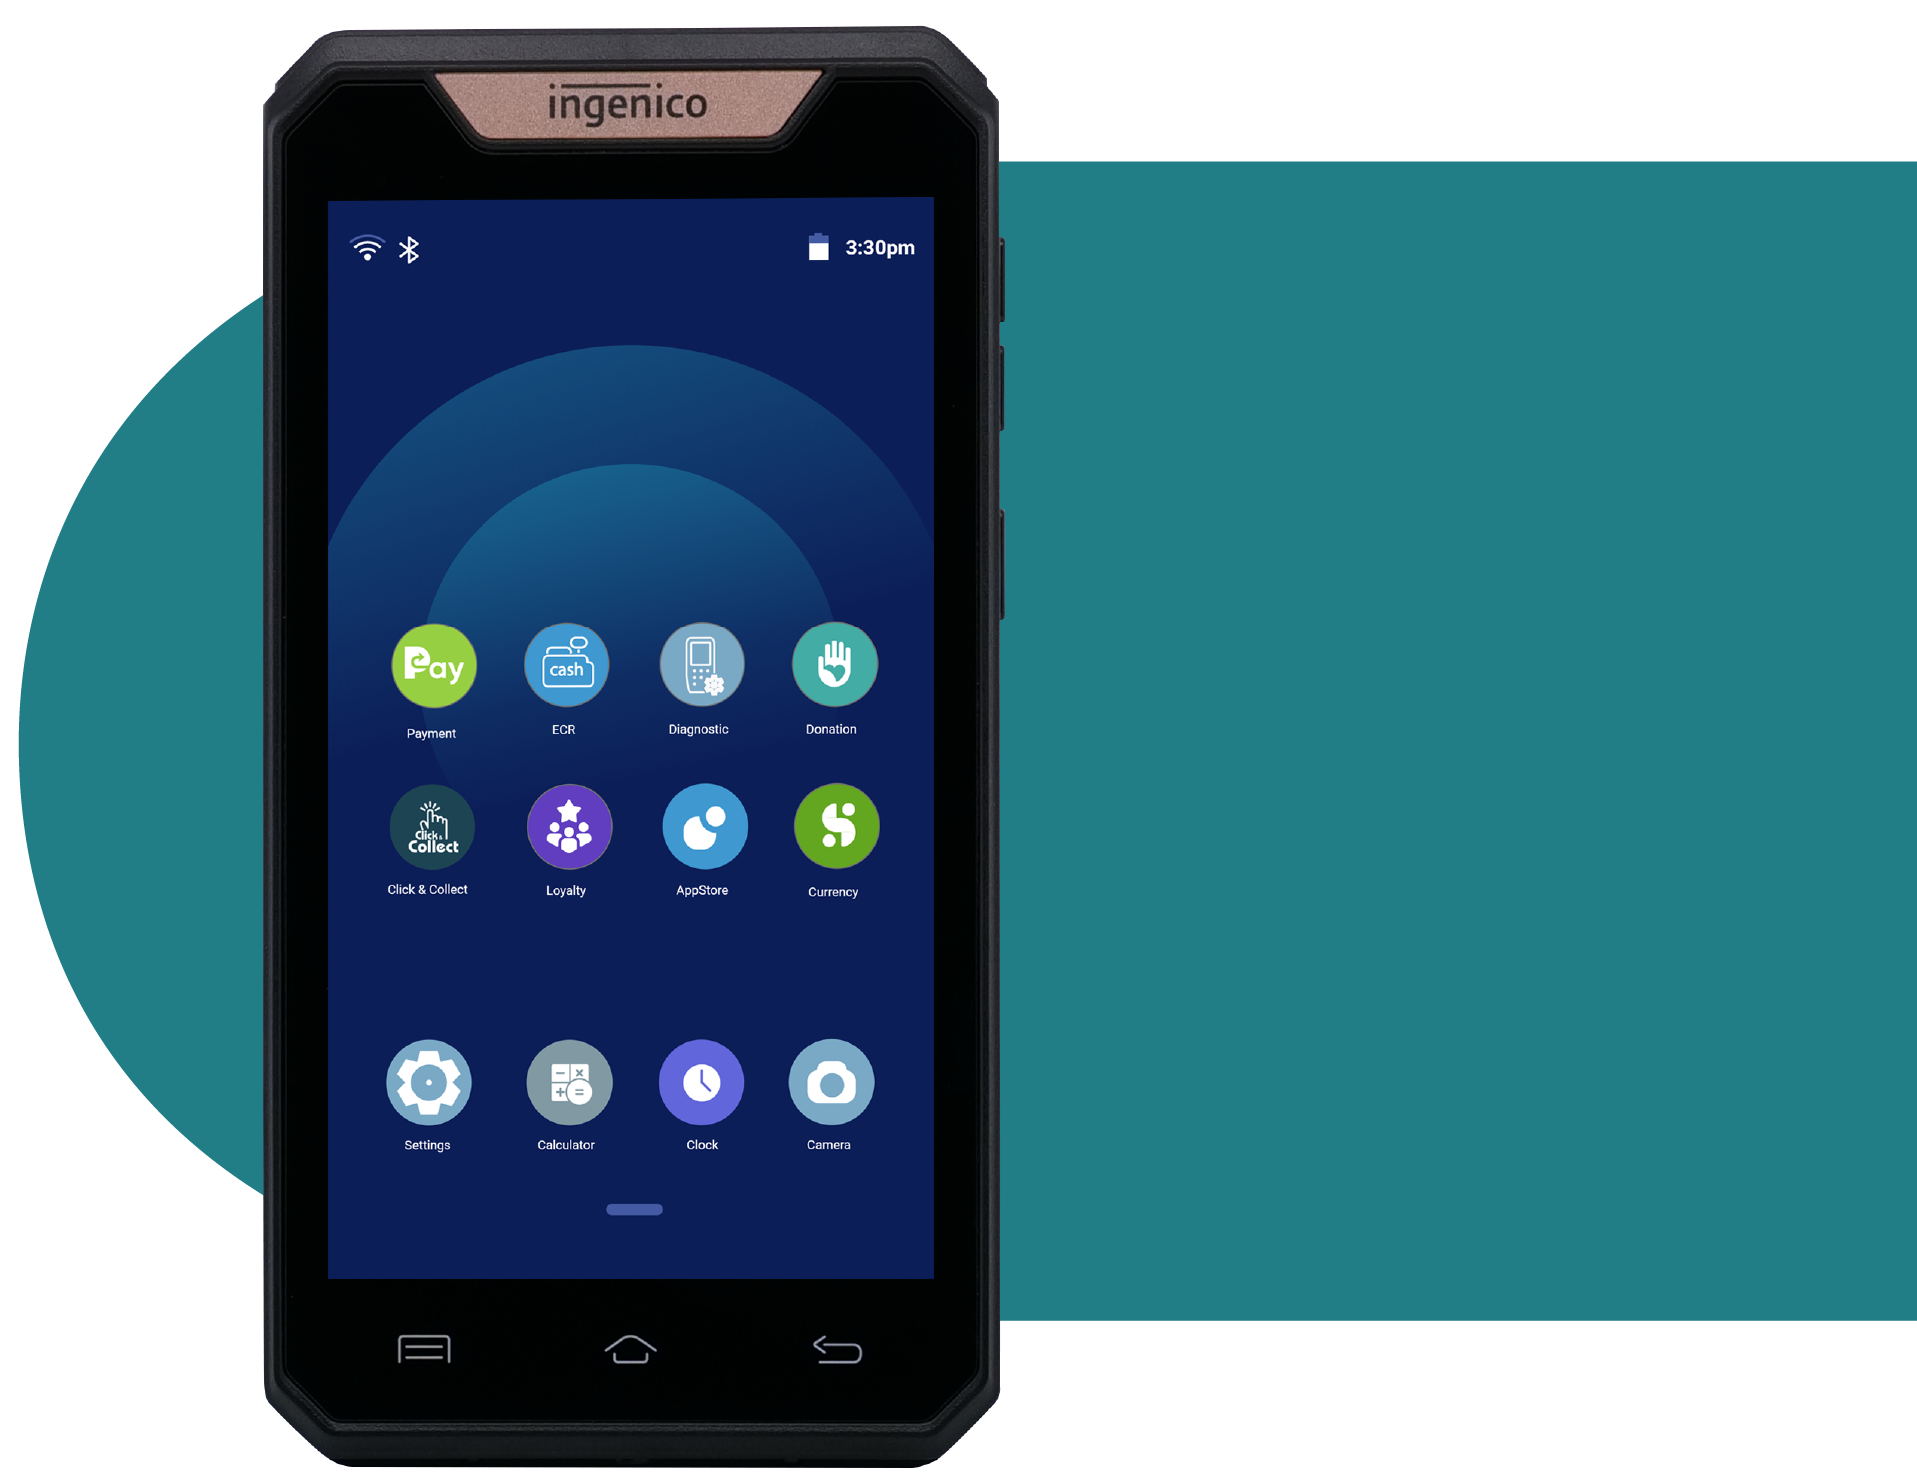 ingenico
3:30pm
Pay
cash
Payment
ECR
Diagnostic
Donation
Click &
Collect
Click & Collect
Loyalty
AppStore
Currency
Settings
Calculator
Clock
Camera